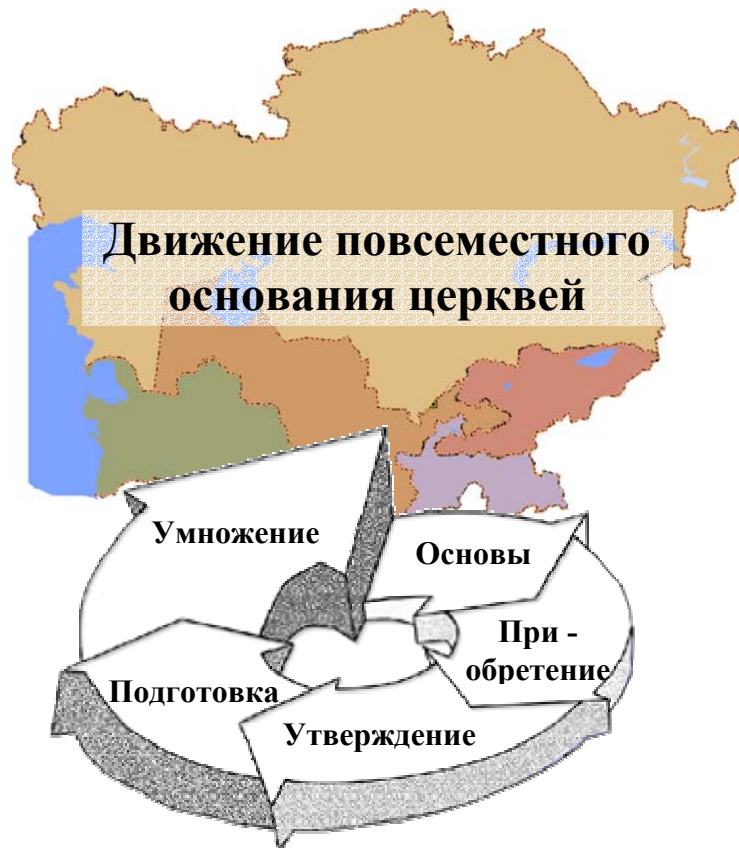 Движение повсеместного
основания церквей
Умножение
Основы
При -
обретение
Подготовка
Утверждение